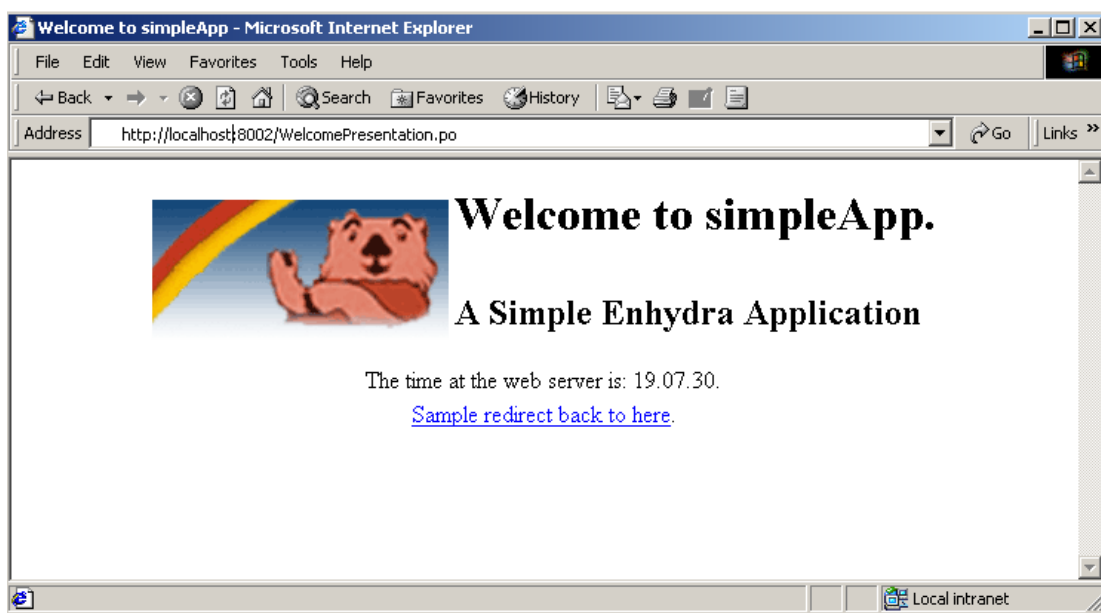 Welcome to simpleApp - Microsoft Internet Explorer
File Edit View Favorites Tools Help
Back Search Favorites History
Address http://localhost:8002/WelcomePresentation.po Go Links »
Welcome to simpleApp.
A Simple Enhydra Application
The time at the web server is: 19.07.30.
Sample redirect back to here.
Local intranet